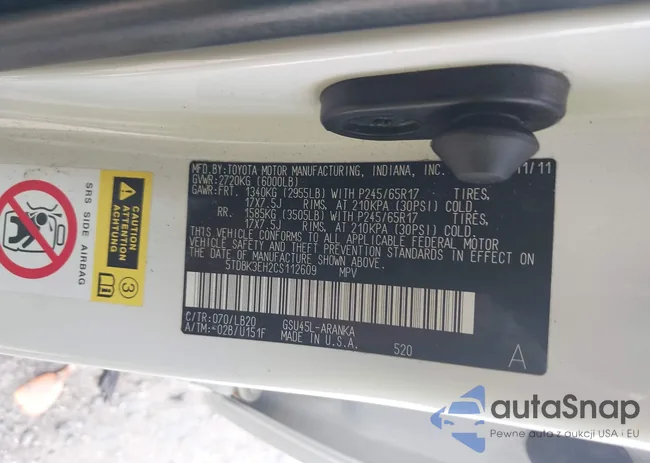 MFD. BY: TOYOTA MOTOR MANUFACTURING, INDIANA, INC. 11/11
GVWR: 2720KG (6000LB)
GAWR: FRT. 1340KG (2955LB) WITH P245/65R17 TIRES,
17X7.5J RIMS, AT 210KPA (30PSI) COLD.
RR. 1585KG (3505LB) WITH P245/65R17 TIRES,
17X7.5J RIMS, AT 210KPA (30PSI) COLD.
THIS VEHICLE CONFORMS TO ALL APPLICABLE FEDERAL MOTOR
VEHICLE SAFETY AND THEFT PREVENTION STANDARDS IN EFFECT
ON THE DATE OF MANUFACTURE SHOWN ABOVE.
5TDBK3EH2CS112609 MPV
C/TR: 070/LB20 GSU45L-ARANKA
A/TM: -02B/U151F MADE IN U.S.A.
520 A
SRS SIDE AIRBAG
CAUTION
ATTENTION
ACHTUNG
3
autaSnap
Pewne auta z aukcji USA i EU